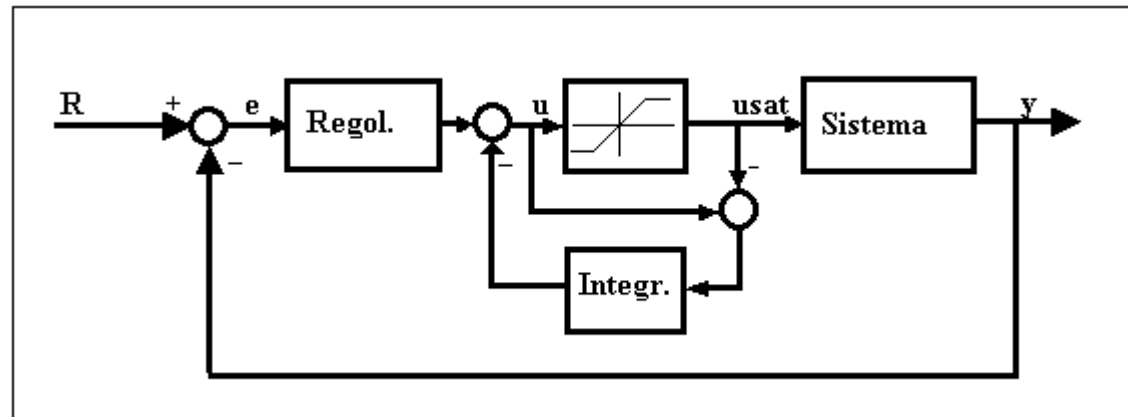 R
+
e
Regol.
u
usat
Sistema
y
-
-
-
Integr.